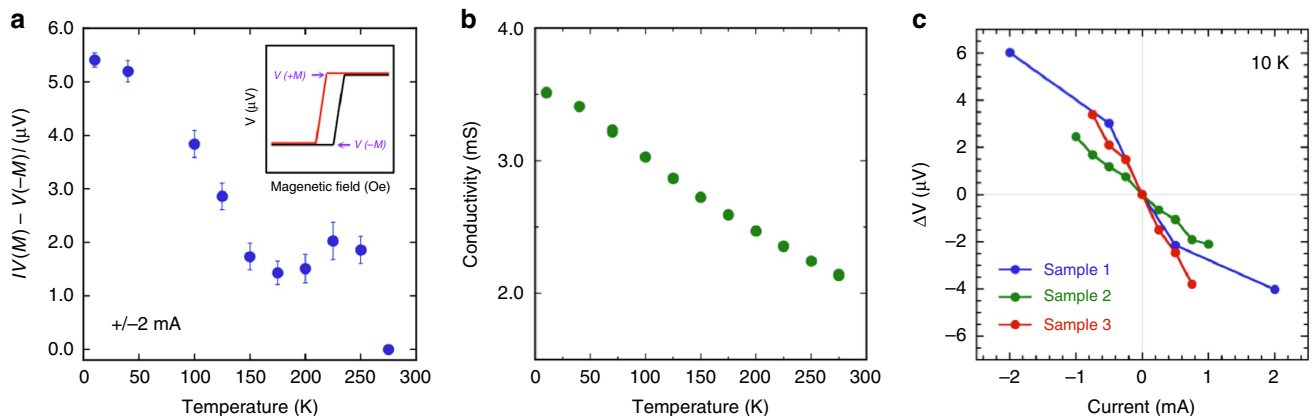 a
6.0
5.0
4.0
3.0
2.0
1.0
0.0
IV(M) – V(–M)I (μV)
0 50 100 150 200 250 300
Temperature (K)
+/–2 mA
V (μV)
V (+M)
V (–M)
Magenetic field (Oe)
b
4.0
3.0
2.0
Conductivity (mS)
0 50 100 150 200 250 300
Temperature (K)
c
6
4
2
0
–2
–4
–6
ΔV (μV)
10 K
Sample 1
Sample 2
Sample 3
–2 –1 0 1 2
Current (mA)